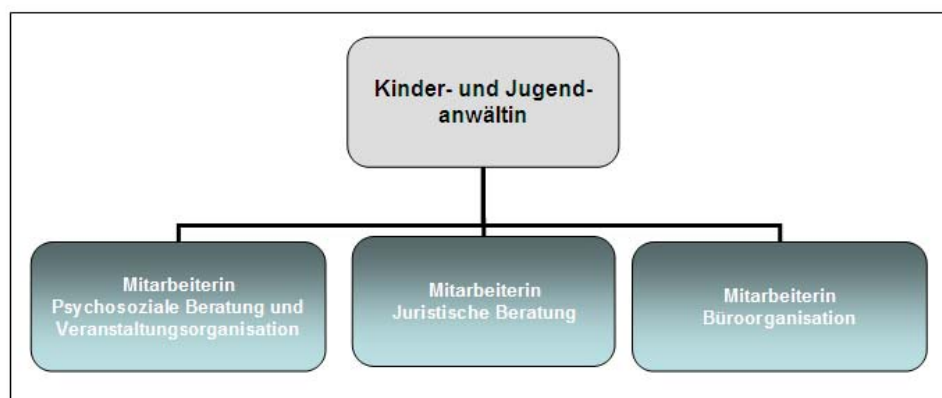 Kinder- und Jugend-
anwältin
Mitarbeiterin
Psychosoziale Beratung und
Veranstaltungsorganisation
Mitarbeiterin
Juristische Beratung
Mitarbeiterin
Büroorganisation